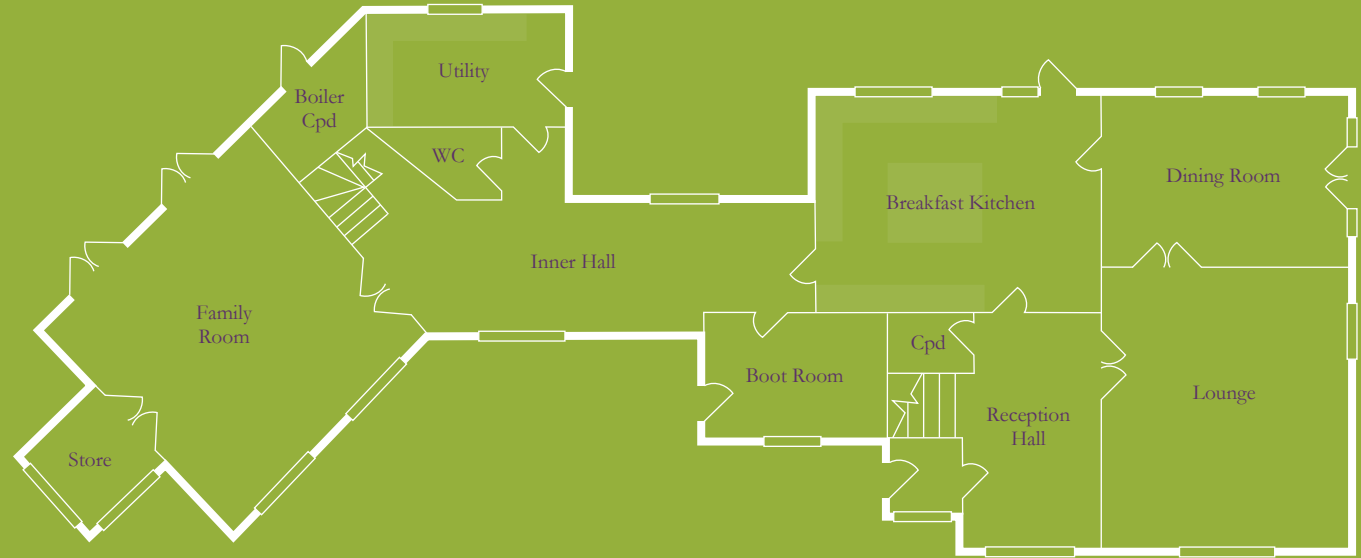 Utility
Boiler
Cpd
WC
Dining Room
Breakfast Kitchen
Inner Hall
Family
Room
Cpd
Boot Room
Lounge
Reception
Hall
Store